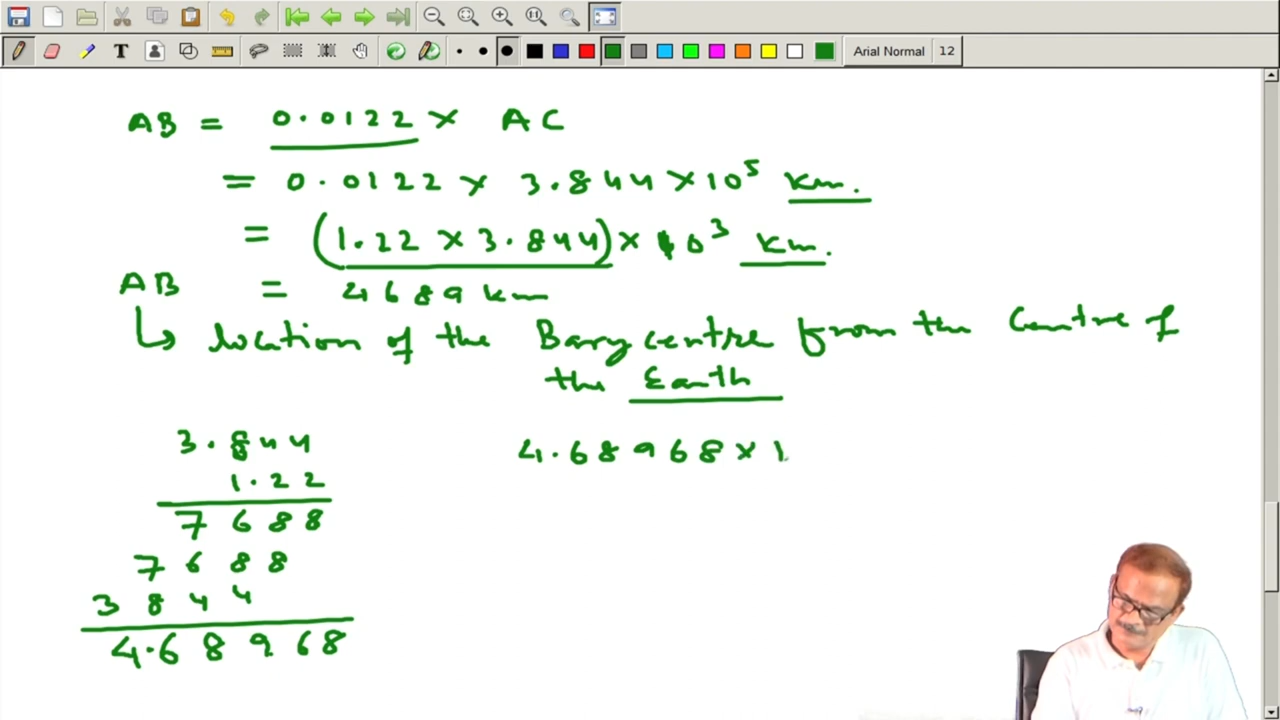 T Arial Normal 12
AB = 0.0122 × AC
= 0.0122 × 3.844 × 10⁵ km.
= (1.22 × 3.844) × 10³ km.
AB = 4689 km
↳ location of the Barycentre from the Centre of
the Earth
3.844
1.22
7688
7688
3844
4.68968
4.68968 × 1